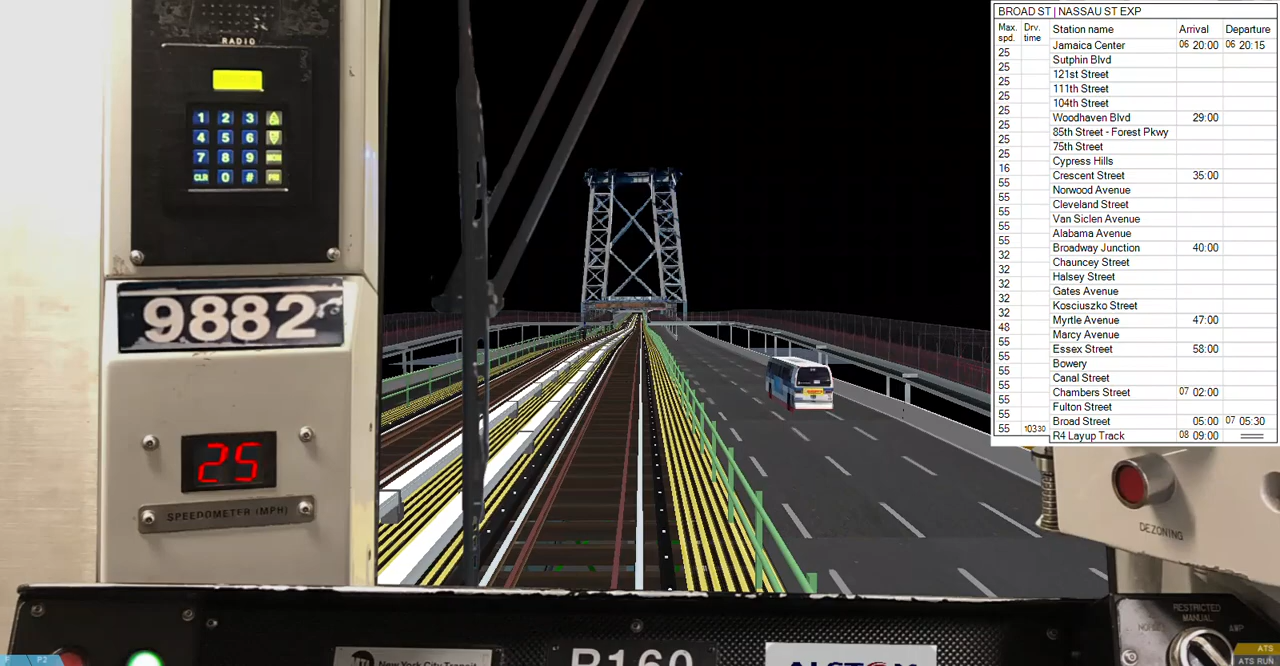 RADIO
1 2 3
4 5 6
7 8 9
CLR 0 #
9882
25
SPEEDOMETER (MPH)
P2
New York City Transit
R160
ALSTOM
DEZONING
RESTRICTED
MANUAL
ATS
ATS RUN
BROAD ST | NASSAU ST EXP
Max. spd. Drv. time Station name Arrival Departure
Jamaica Center 06 20:00 06 20:15
25
Sutphin Blvd
25
121st Street
25
111th Street
25
104th Street
25
Woodhaven Blvd 29:00
25
85th Street - Forest Pkwy
25
75th Street
25
Cypress Hills
16
Crescent Street 35:00
55
Norwood Avenue
55
Cleveland Street
55
Van Siclen Avenue
55
Alabama Avenue
55
Broadway Junction 40:00
32
Chauncey Street
32
Halsey Street
32
Gates Avenue
32
Kosciuszko Street
32
Myrtle Avenue 47:00
48
Marcy Avenue
55
Essex Street 58:00
55
Bowery
55
Canal Street
55
Chambers Street 07 02:00
55
Fulton Street
55
Broad Street 05:00 07 05:30
55 10330
R4 Layup Track 08 09:00